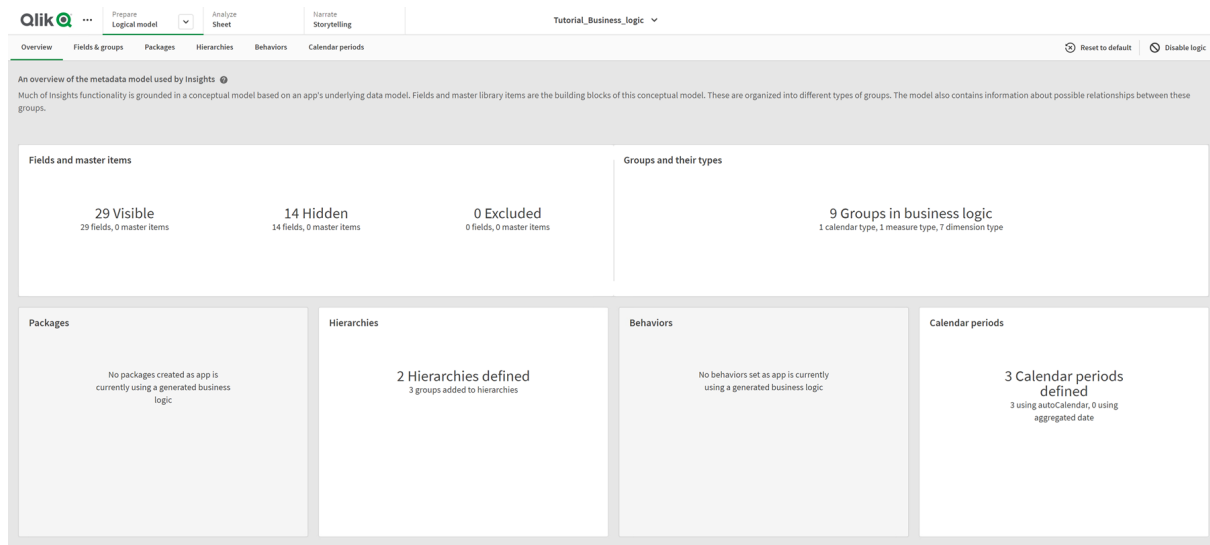 Qlik
Prepare
Logical model
Analyze
Sheet
Narrate
Storytelling
Tutorial_Business_logic
Overview
Fields & groups
Packages
Hierarchies
Behaviors
Calendar periods
Reset to default
Disable logic
An overview of the metadata model used by Insights
Much of Insights functionality is grounded in a conceptual model based on an app's underlying data model. Fields and master library items are the building blocks of this conceptual model. These are organized into different types of groups. The model also contains information about possible relationships between these
groups.
Fields and master items
29 Visible
29 fields, 0 master items
14 Hidden
14 fields, 0 master items
0 Excluded
0 fields, 0 master items
Groups and their types
9 Groups in business logic
1 calendar type, 1 measure type, 7 dimension type
Packages
No packages created as app is
currently using a generated business
logic
Hierarchies
2 Hierarchies defined
3 groups added to hierarchies
Behaviors
No behaviors set as app is currently
using a generated business logic
Calendar periods
3 Calendar periods
defined
3 using autoCalendar, 0 using
aggregated date